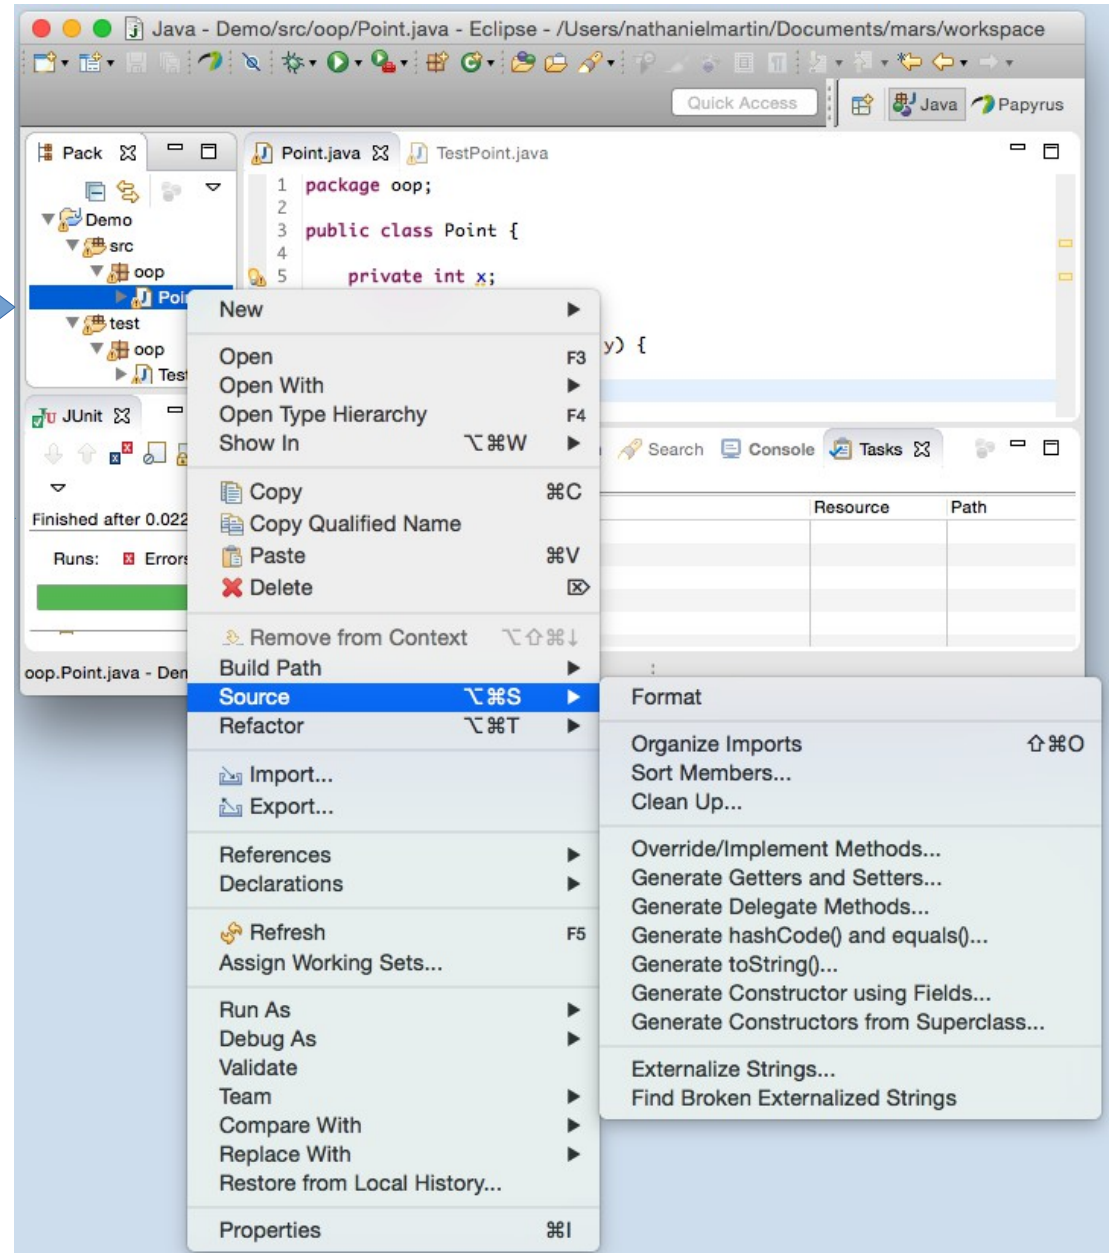 Java - Demo/src/oop/Point.java - Eclipse - /Users/nathanielmartin/Documents/mars/workspace
Quick Access
Java
Papyrus
Pack
Point.java
TestPoint.java
Demo
src
oop
test
oop
1 package oop;
2
3 public class Point {
4
5 private int x;
y) {
JUnit
Finished after 0.022
Runs:
Errors
oop.Point.java
Search
Console
Tasks
Resource
Path
New
Open F3
Open With
Open Type Hierarchy F4
Show In ⌥⌘W
Copy ⌘C
Copy Qualified Name
Paste ⌘V
Delete ⌦
Remove from Context ⌥⇧⌘↓
Build Path
Source ⌥⌘S
Refactor ⌥⌘T
Import...
Export...
References
Declarations
Refresh F5
Assign Working Sets...
Run As
Debug As
Validate
Team
Compare With
Replace With
Restore from Local History...
Properties ⌘I
Format
Organize Imports ⇧⌘O
Sort Members...
Clean Up...
Override/Implement Methods...
Generate Getters and Setters...
Generate Delegate Methods...
Generate hashCode() and equals()...
Generate toString()...
Generate Constructor using Fields...
Generate Constructors from Superclass...
Externalize Strings...
Find Broken Externalized Strings